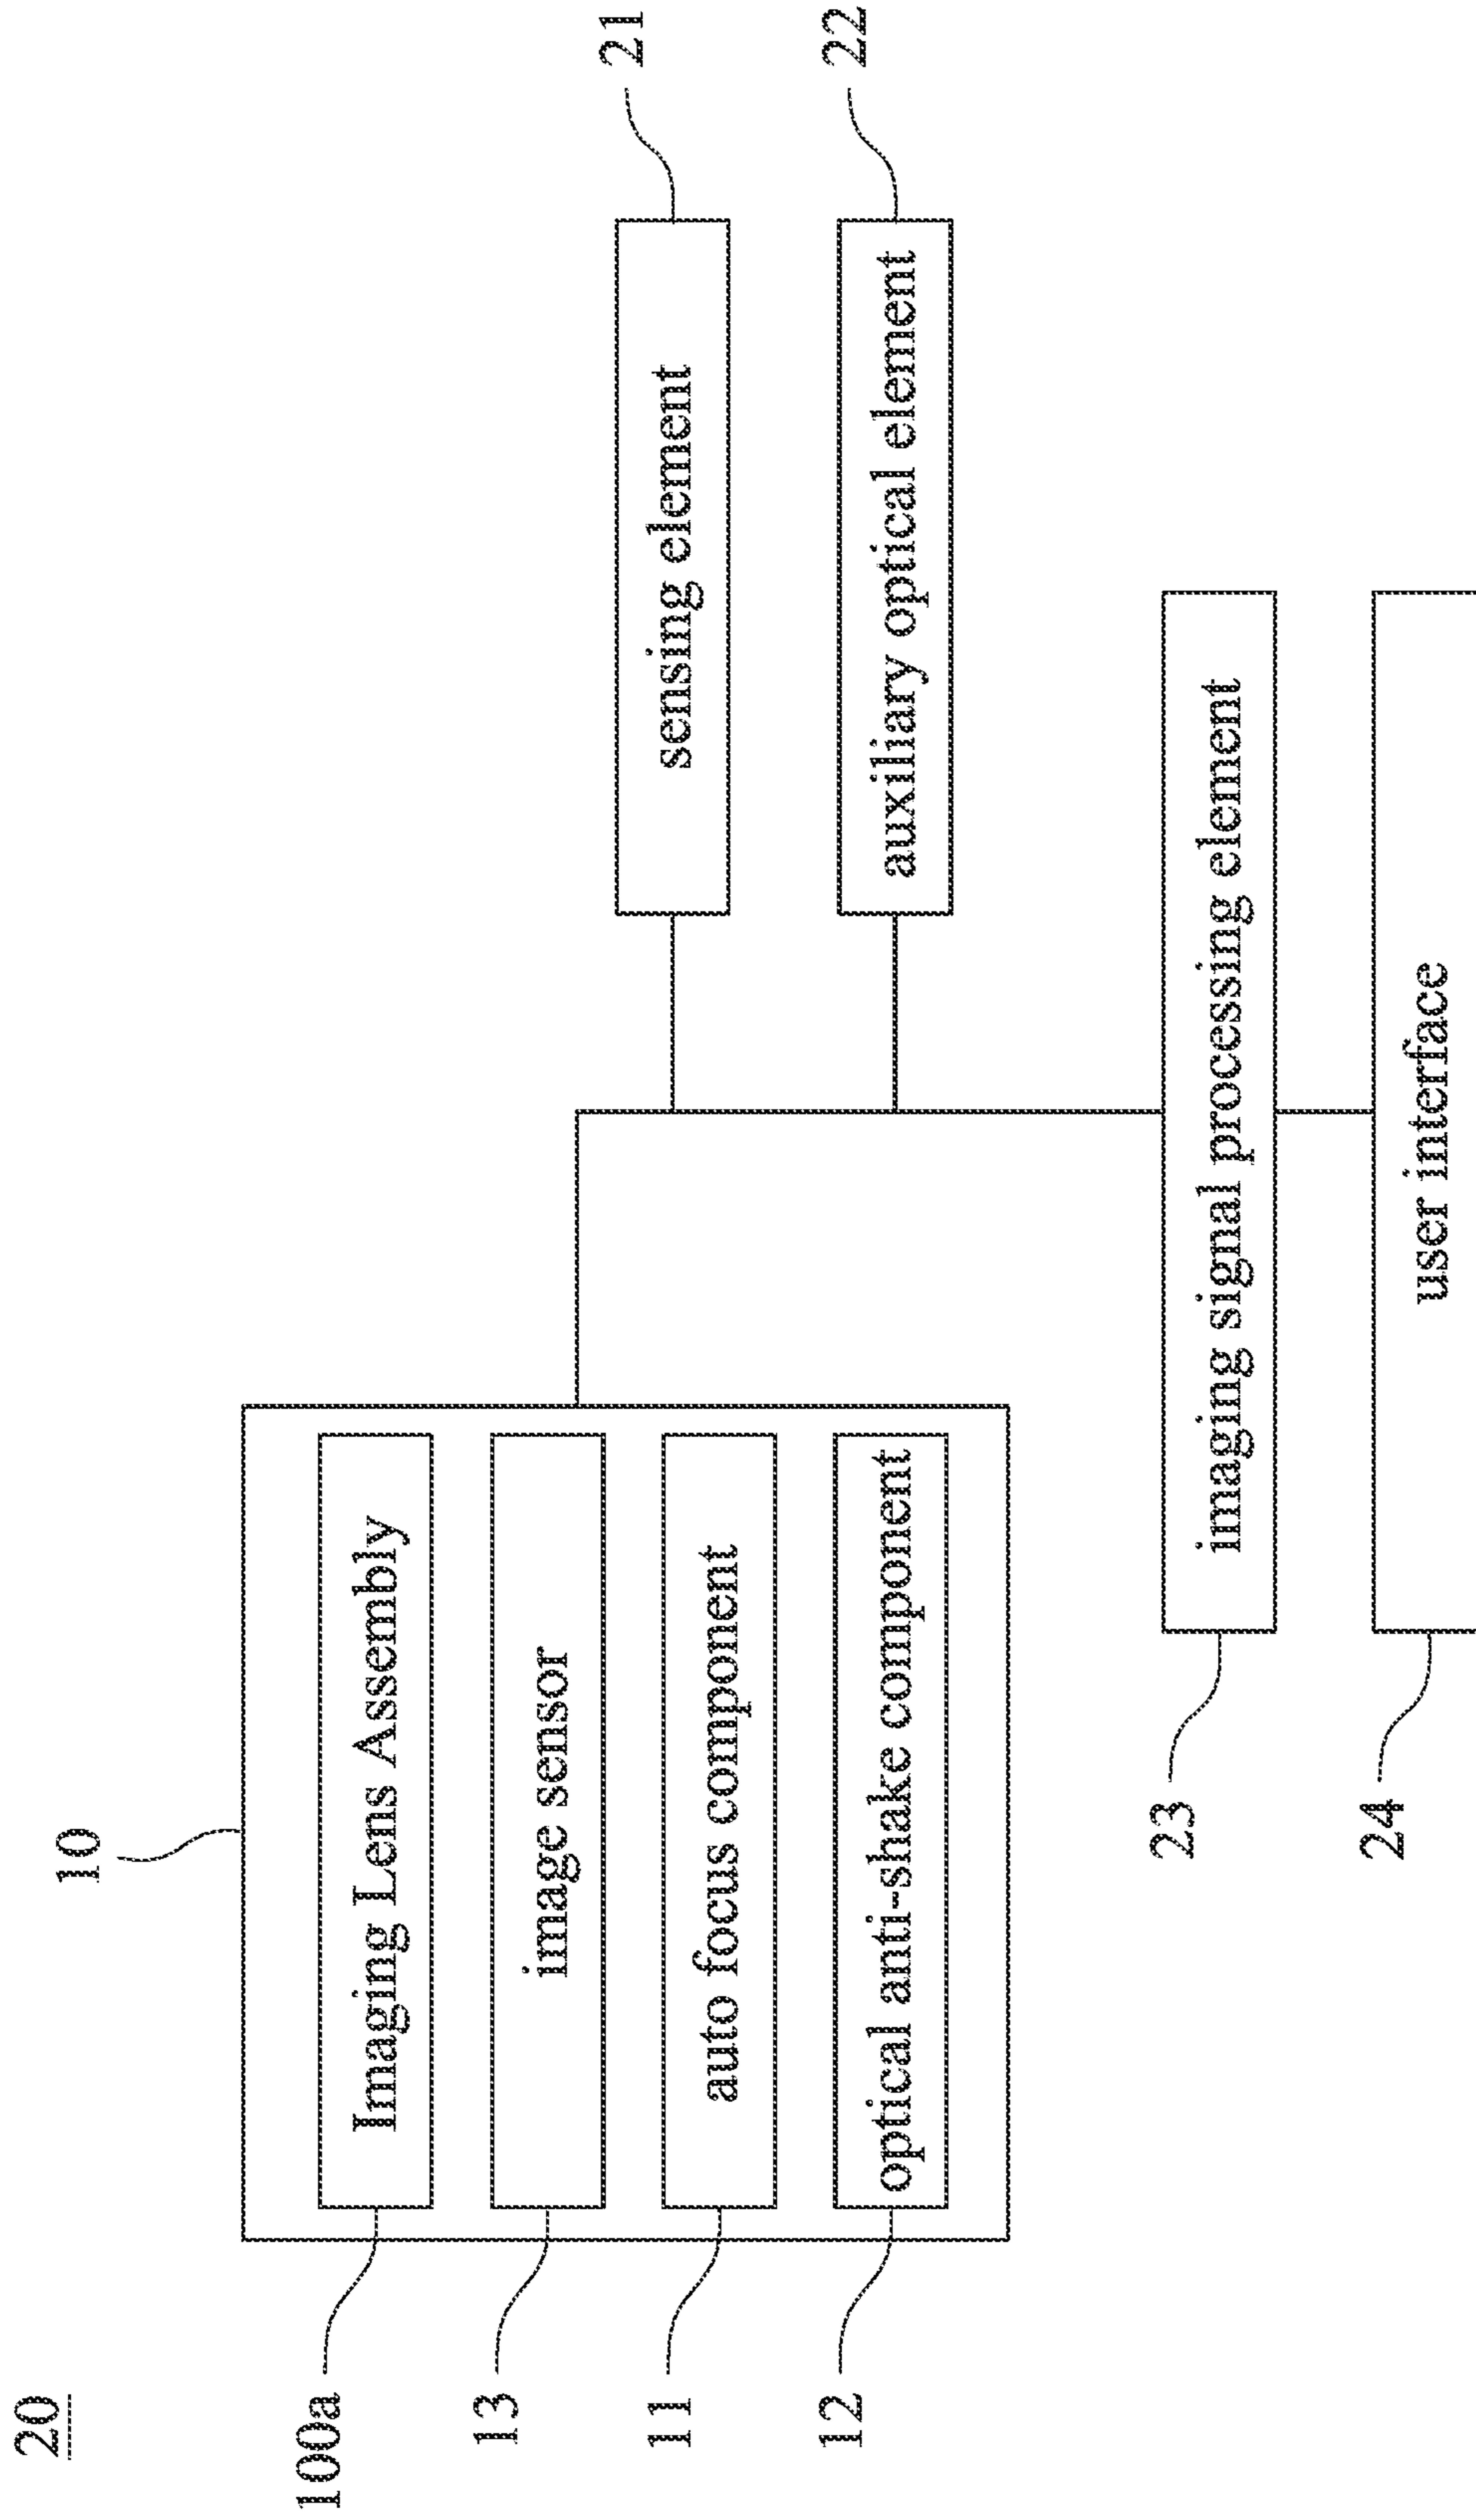 20
10
100a
Imaging Lens Assembly
13
image sensor
11
auto focus component
12
optical anti-shake component
sensing element
21
auxiliary optical element
22
23
imaging signal processing element
24
user interface